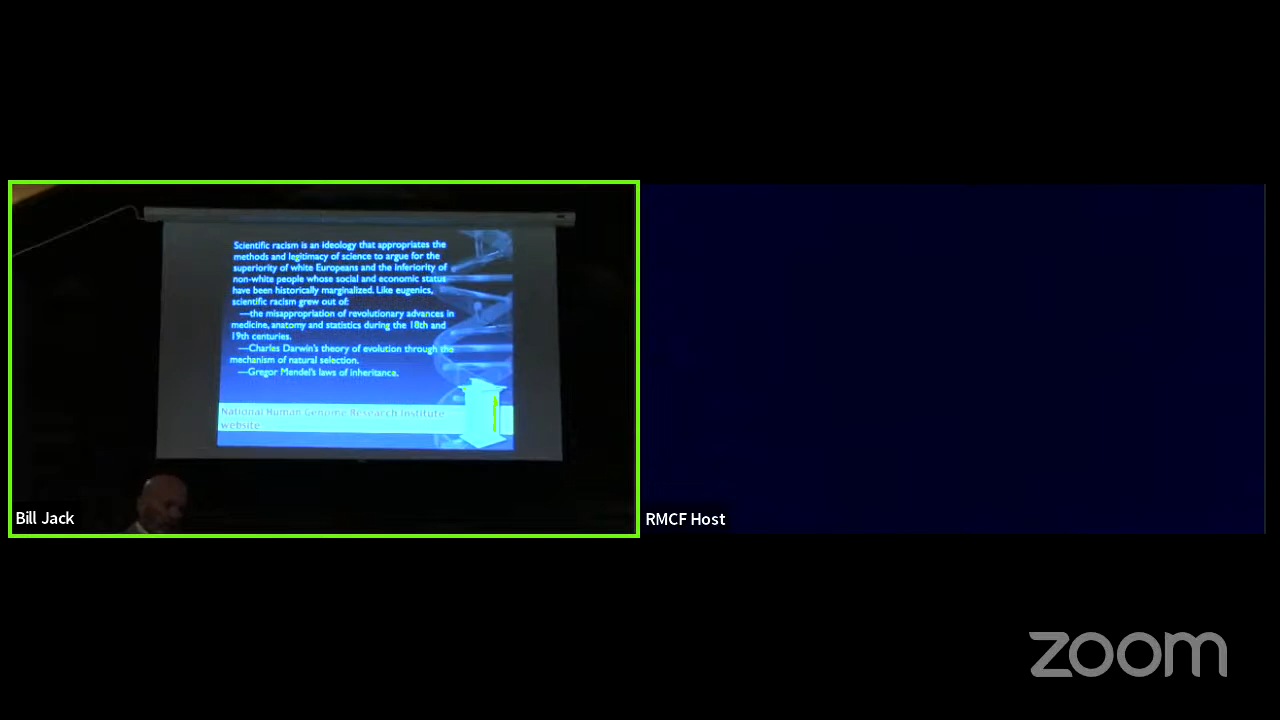 Scientific racism is an ideology that appropriates the
methods and legitimacy of science to argue for the
superiority of white Europeans and the inferiority of
non-white people whose social and economic status
have been historically marginalized. Like eugenics,
scientific racism grew out of:
—the misappropriation of revolutionary advances in
medicine, anatomy and statistics during the 18th and
19th centuries.
—Charles Darwin's theory of evolution through the
mechanism of natural selection.
—Gregor Mendel's laws of inheritance.
National Human Genome Research Institute
website
Bill Jack
RMCF Host
zoom